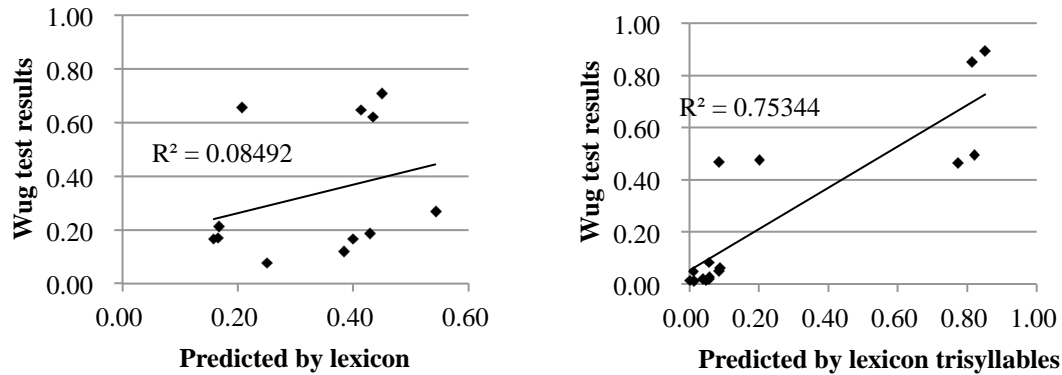 Wug test results
1.00
0.80
0.60
0.40
0.20
0.00
R² = 0.08492
0.00 0.20 0.40 0.60
Predicted by lexicon
Wug test results
1.00
0.80
0.60
0.40
0.20
0.00
R² = 0.75344
0.00 0.20 0.40 0.60 0.80 1.00
Predicted by lexicon trisyllables